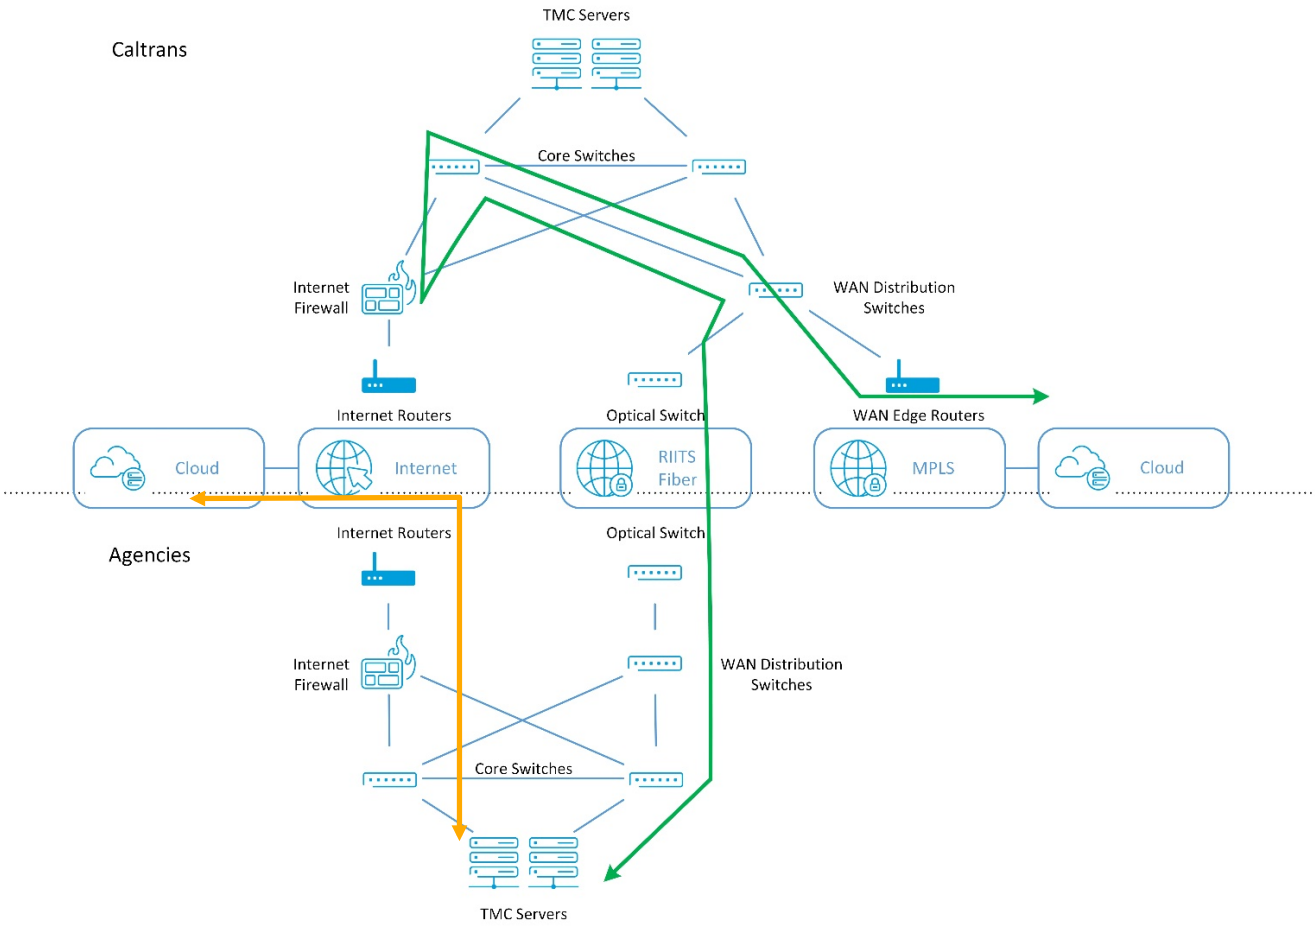 TMC Servers
Caltrans
Core Switches
Internet
Firewall
WAN Distribution
Switches
Internet Routers
Optical Switch
WAN Edge Routers
Cloud
Internet
RIITS
Fiber
MPLS
Cloud
Internet Routers
Optical Switch
Agencies
Internet
Firewall
WAN Distribution
Switches
Core Switches
TMC Servers